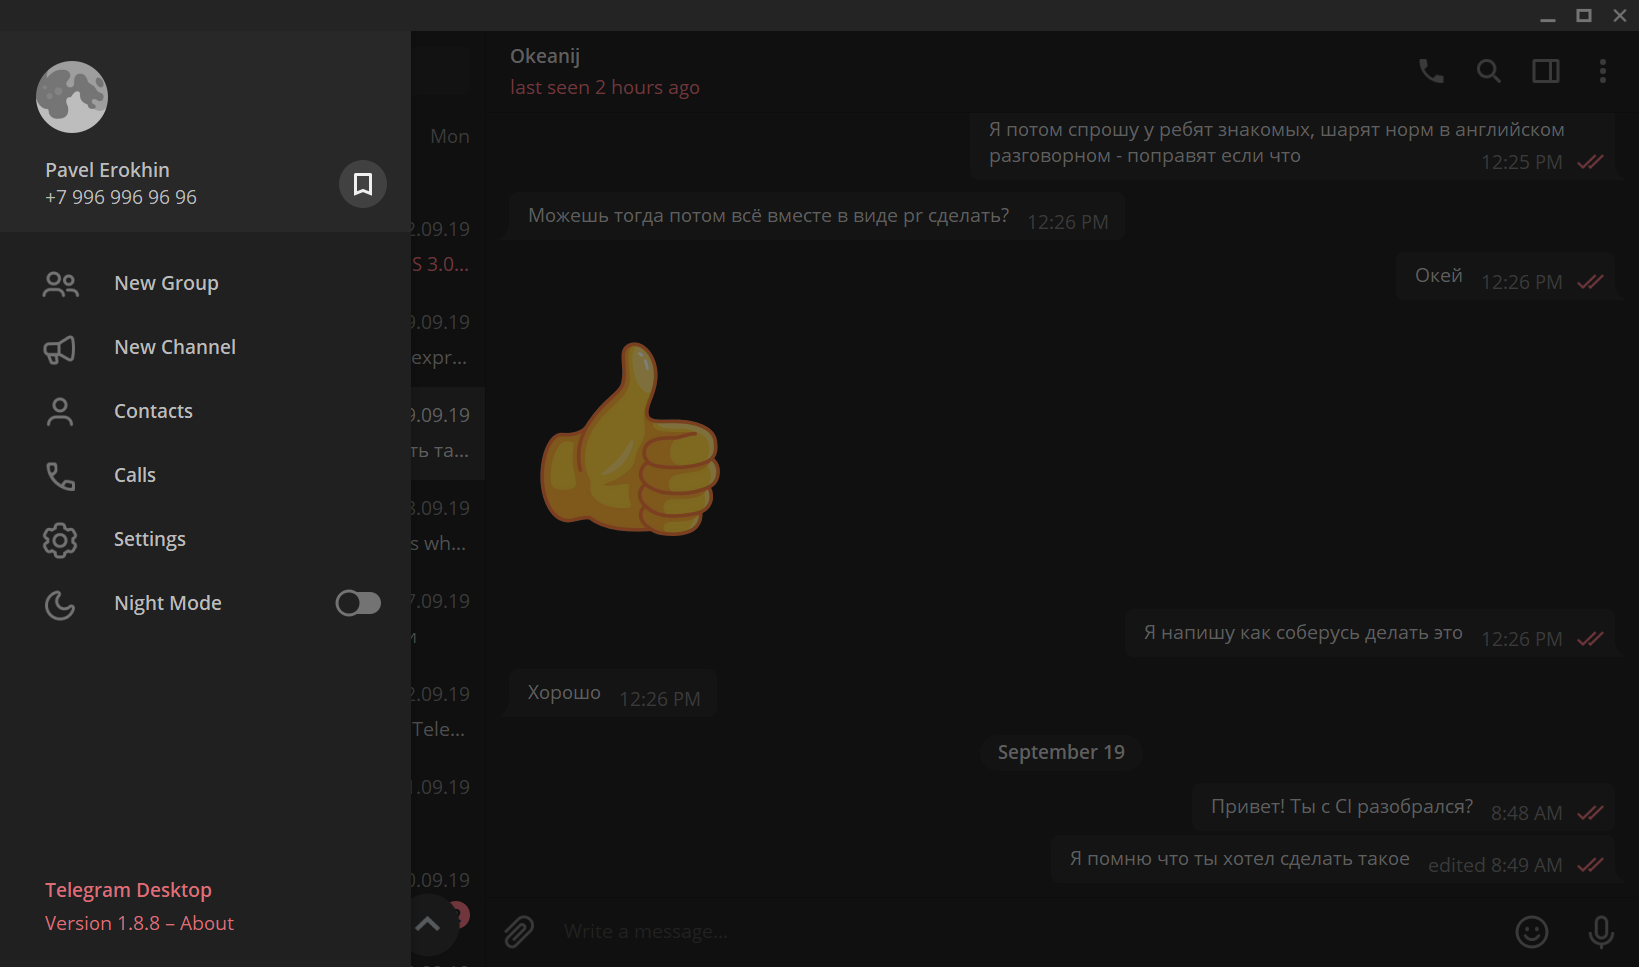 Pavel Erokhin
+7 996 996 96 96
New Group
New Channel
Contacts
Calls
Settings
Night Mode
Telegram Desktop
Version 1.8.8 – About
Mon
.09.19
S 3.0...
.09.19
expr...
.09.19
ть та...
.09.19
s wh...
.09.19
и
.09.19
Tele...
.09.19
.09.19
Okeanij
last seen 2 hours ago
Я потом спрошу у ребят знакомых, шарят норм в английском
разговорном - поправят если что 12:25 PM
Можешь тогда потом всё вместе в виде pr сделать? 12:26 PM
Окей 12:26 PM
Я напишу как соберусь делать это 12:26 PM
Хорошо 12:26 PM
September 19
Привет! Ты с CI разобрался? 8:48 AM
Я помню что ты хотел сделать такое edited 8:49 AM
Write a message...